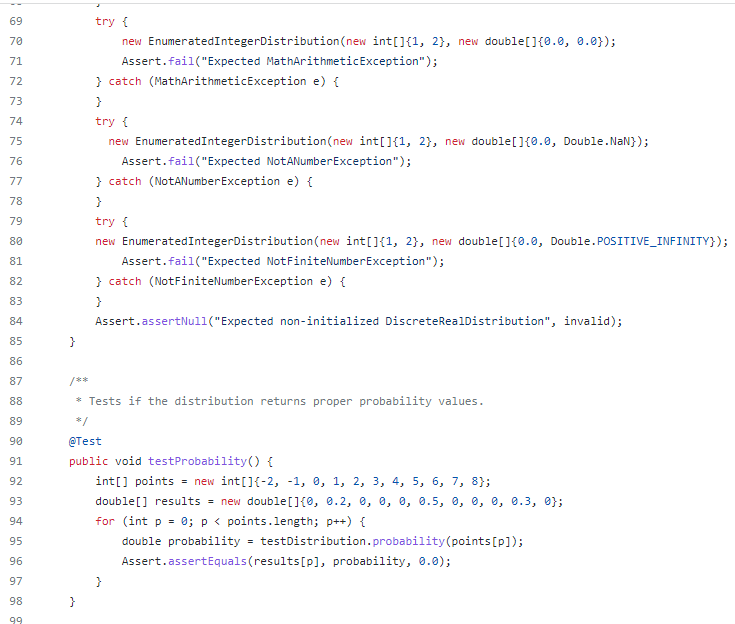 69 try {
70 new EnumeratedIntegerDistribution(new int[]{1, 2}, new double[]{0.0, 0.0});
71 Assert.fail("Expected MathArithmeticException");
72 } catch (MathArithmeticException e) {
73 }
74 try {
75 new EnumeratedIntegerDistribution(new int[]{1, 2}, new double[]{0.0, Double.NaN});
76 Assert.fail("Expected NotANumberException");
77 } catch (NotANumberException e) {
78 }
79 try {
80 new EnumeratedIntegerDistribution(new int[]{1, 2}, new double[]{0.0, Double.POSITIVE_INFINITY});
81 Assert.fail("Expected NotFiniteNumberException");
82 } catch (NotFiniteNumberException e) {
83 }
84 Assert.assertNull("Expected non-initialized DiscreteRealDistribution", invalid);
85 }
86
87 /**
88 * Tests if the distribution returns proper probability values.
89 */
90 @Test
91 public void testProbability() {
92 int[] points = new int[]{-2, -1, 0, 1, 2, 3, 4, 5, 6, 7, 8};
93 double[] results = new double[]{0, 0.2, 0, 0, 0, 0.5, 0, 0, 0, 0.3, 0};
94 for (int p = 0; p < points.length; p++) {
95 double probability = testDistribution.probability(points[p]);
96 Assert.assertEquals(results[p], probability, 0.0);
97 }
98 }
99